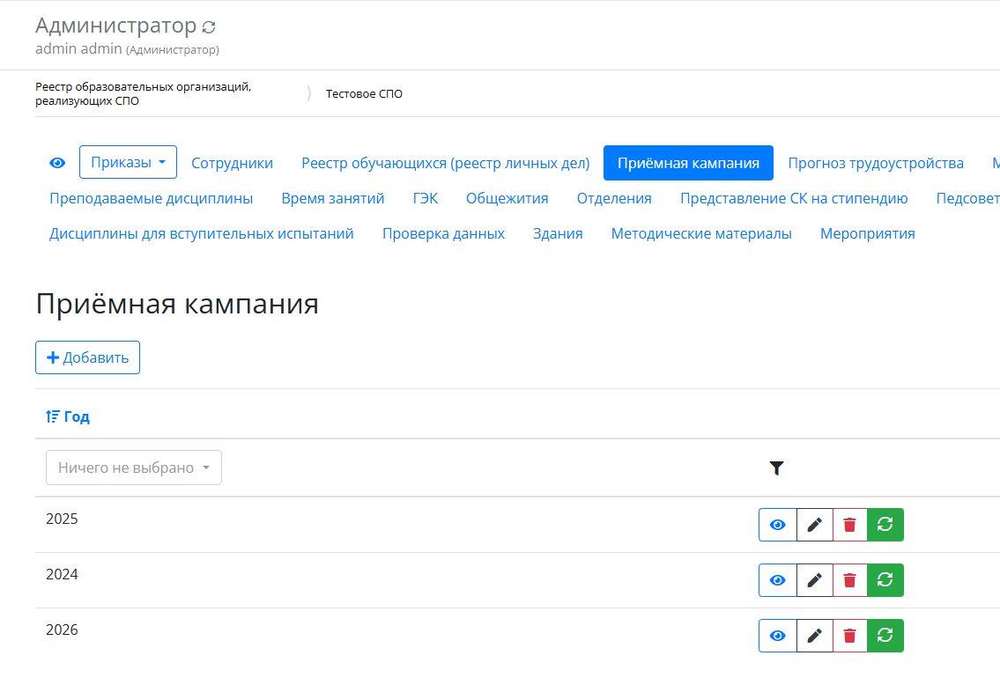 Администратор
admin admin (Администратор)
Реестр образовательных организаций,
реализующих СПО
Тестовое СПО
Приказы Сотрудники Реестр обучающихся (реестр личных дел) Приёмная кампания Прогноз трудоустройства
Преподаваемые дисциплины Время занятий ГЭК Общежития Отделения Представление СК на стипендию Педсовет
Дисциплины для вступительных испытаний Проверка данных Здания Методические материалы Мероприятия
Приёмная кампания
Добавить
Год
Ничего не выбрано
2025
2024
2026